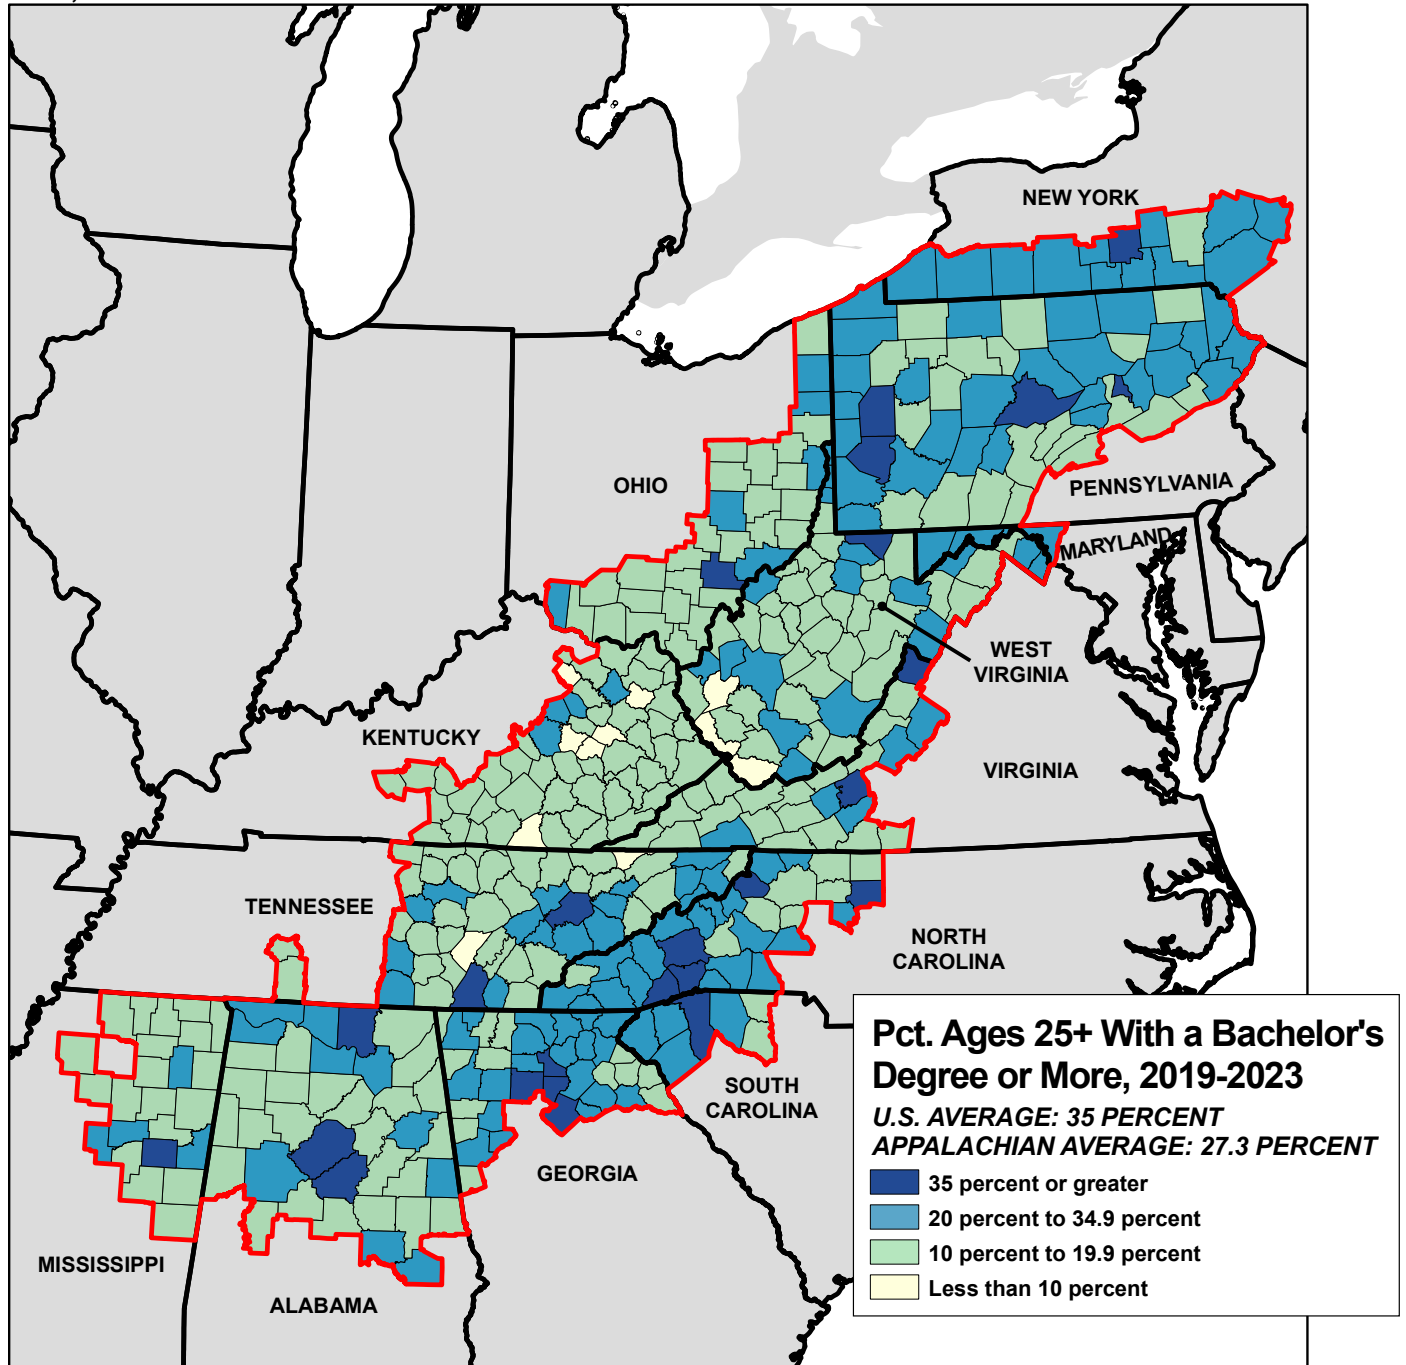 NEW YORK
PENNSYLVANIA
OHIO
MARYLAND
WEST
VIRGINIA
KENTUCKY
VIRGINIA
TENNESSEE
NORTH
CAROLINA
SOUTH
CAROLINA
GEORGIA
MISSISSIPPI
ALABAMA
Pct. Ages 25+ With a Bachelor's
Degree or More, 2019-2023
U.S. AVERAGE: 35 PERCENT
APPALACHIAN AVERAGE: 27.3 PERCENT
35 percent or greater
20 percent to 34.9 percent
10 percent to 19.9 percent
Less than 10 percent